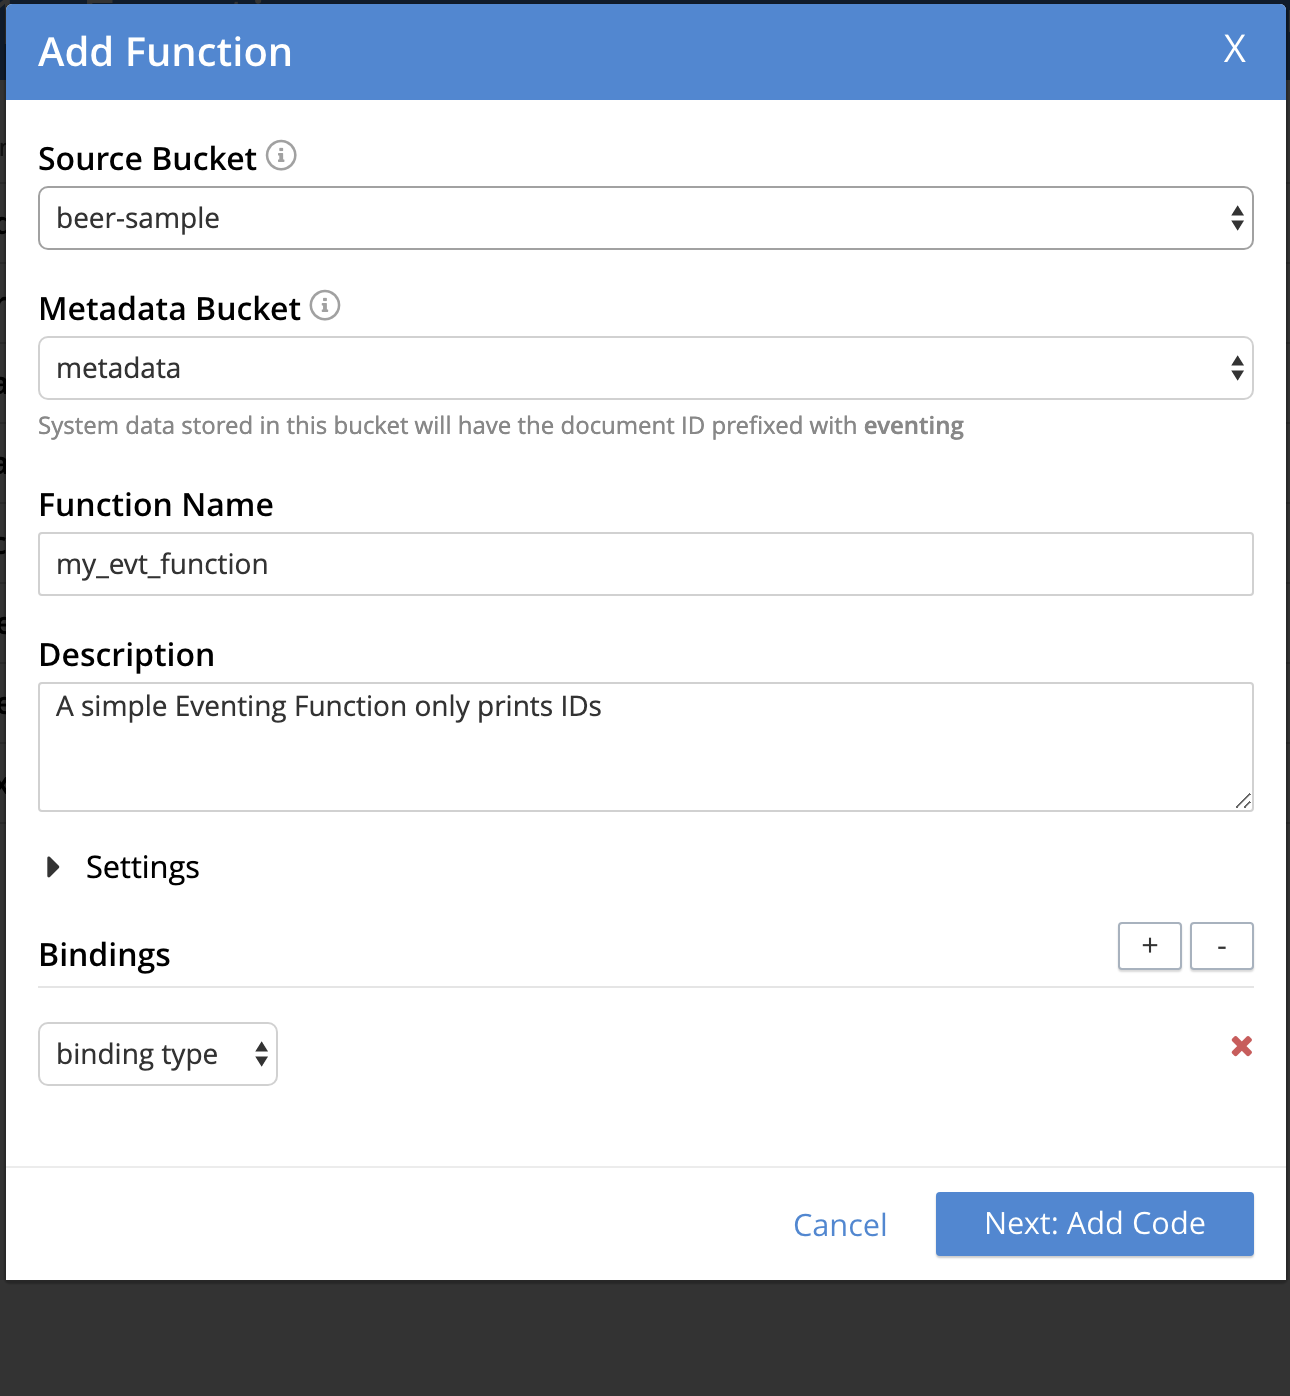 Add Function X
Source Bucket
beer-sample
Metadata Bucket
metadata
System data stored in this bucket will have the document ID prefixed with eventing
Function Name
my_evt_function
Description
A simple Eventing Function only prints IDs
Settings
Bindings + -
binding type
Cancel Next: Add Code